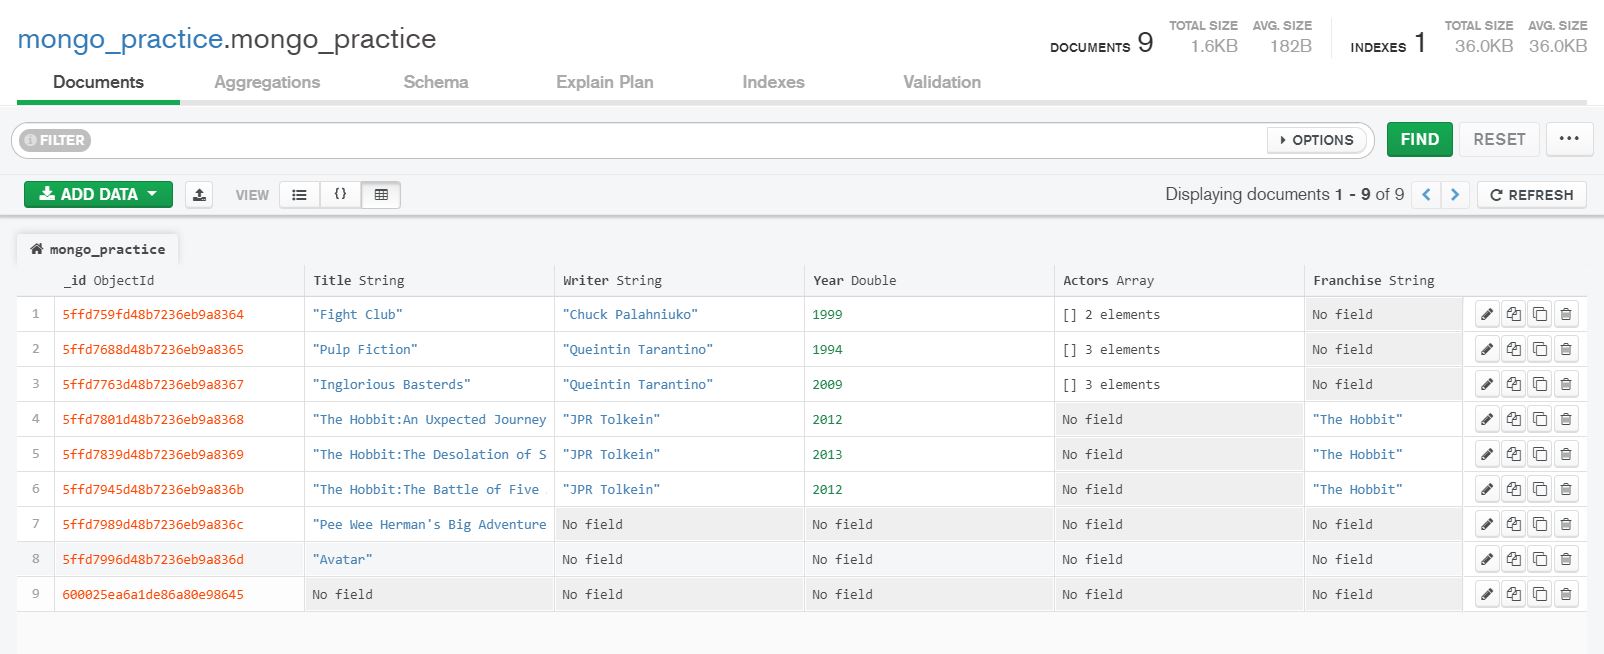 mongo_practice.mongo_practice
DOCUMENTS 9 TOTAL SIZE 1.6KB AVG. SIZE 182B INDEXES 1 TOTAL SIZE 36.0KB AVG. SIZE 36.0KB
Documents Aggregations Schema Explain Plan Indexes Validation
FILTER OPTIONS FIND RESET ...
ADD DATA VIEW {} Displaying documents 1 - 9 of 9 < > REFRESH
mongo_practice
_id ObjectId Title String Writer String Year Double Actors Array Franchise String
1 5ffd759fd48b7236eb9a8364 "Fight Club" "Chuck Palahniuko" 1999 [] 2 elements No field
2 5ffd7688d48b7236eb9a8365 "Pulp Fiction" "Queintin Tarantino" 1994 [] 3 elements No field
3 5ffd7763d48b7236eb9a8367 "Inglorious Basterds" "Queintin Tarantino" 2009 [] 3 elements No field
4 5ffd7801d48b7236eb9a8368 "The Hobbit:An Uxpected Journey "JPR Tolkein" 2012 No field "The Hobbit"
5 5ffd7839d48b7236eb9a8369 "The Hobbit:The Desolation of S "JPR Tolkein" 2013 No field "The Hobbit"
6 5ffd7945d48b7236eb9a836b "The Hobbit:The Battle of Five "JPR Tolkein" 2012 No field "The Hobbit"
7 5ffd7989d48b7236eb9a836c "Pee Wee Herman's Big Adventure No field No field No field No field
8 5ffd7996d48b7236eb9a836d "Avatar" No field No field No field No field
9 600025ea6a1de86a80e98645 No field No field No field No field No field